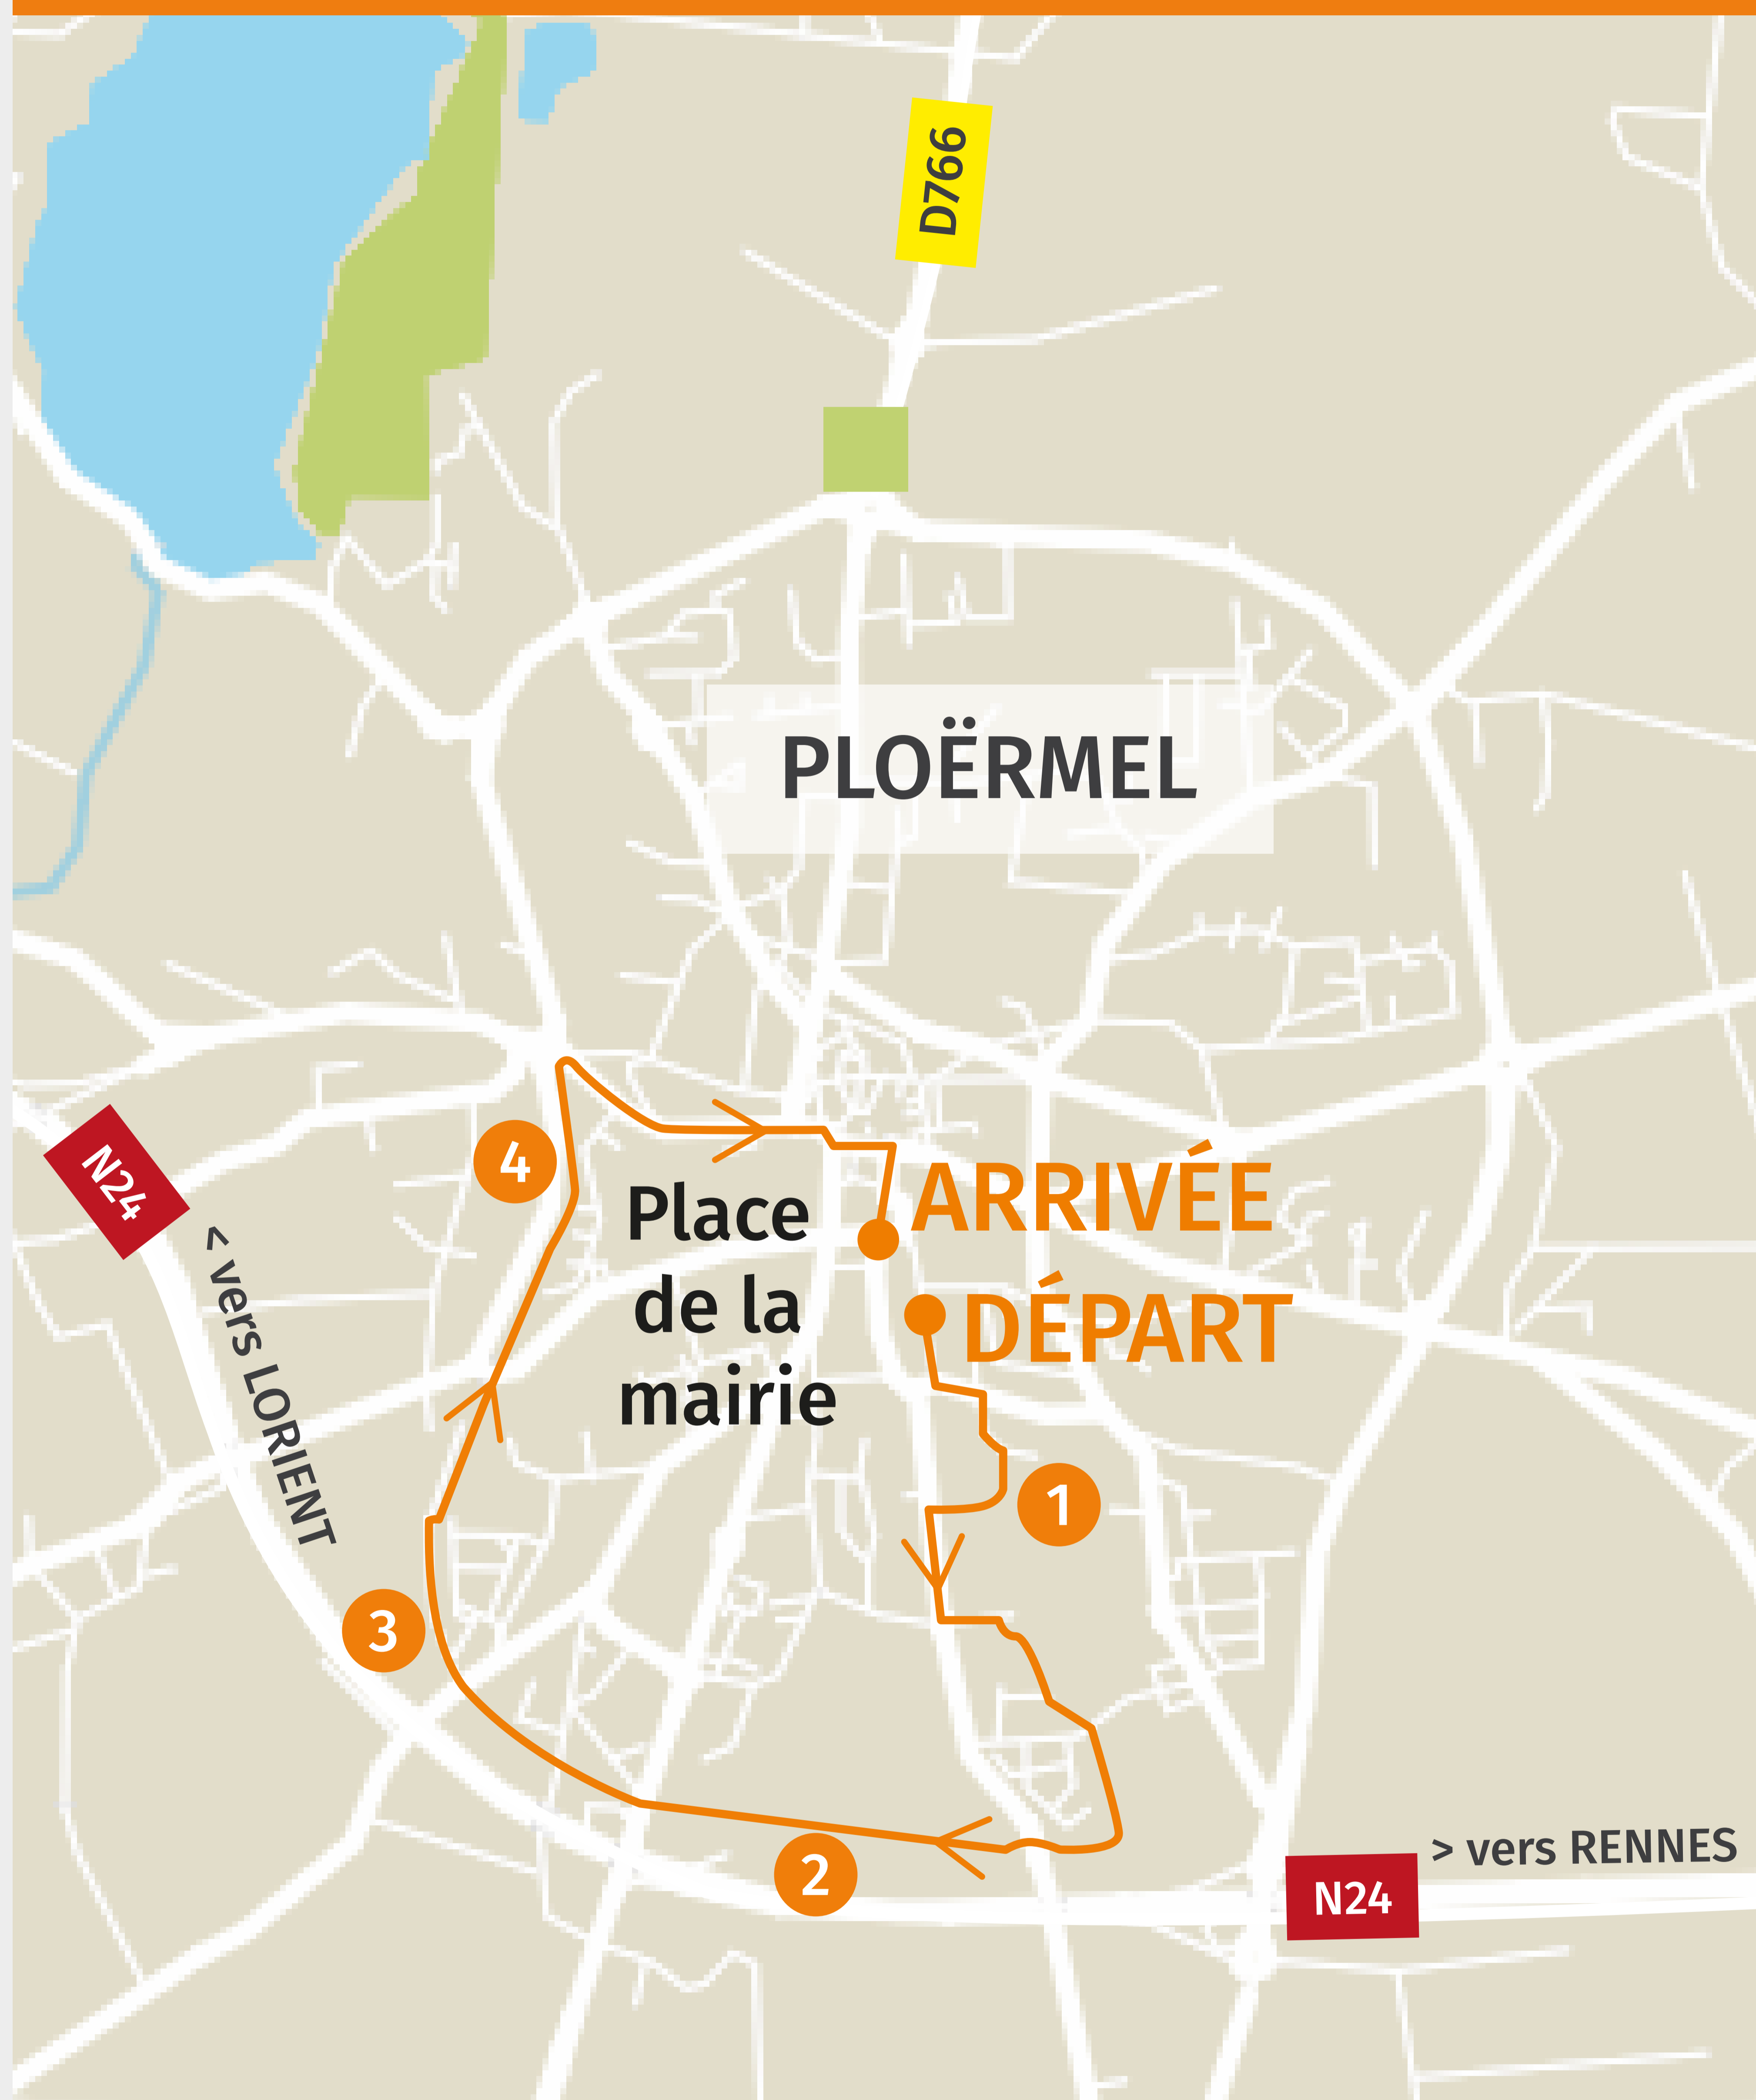 D766
PLOËRMEL
N24
< vers LORIENT
4
Place
de la
mairie
ARRIVÉE
DÉPART
1
3
2
> vers RENNES
N24